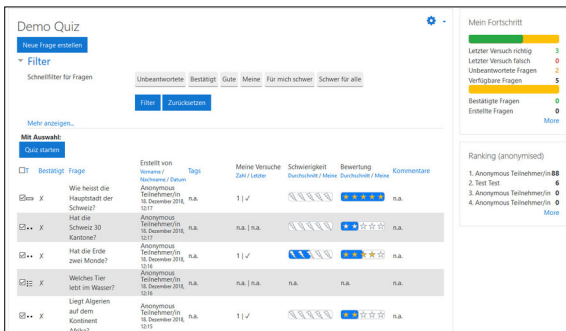 Demo Quiz
Neue Frage erstellen
Filter
Schnellfilter für Fragen
Unbeantwortete Bestätigt Gute Meine Für mich schwer Schwer für alle
Filter Zurücksetzen
Mehr anzeigen...
Mit Auswahl:
Quiz starten
T Bestätigt Frage Erstellt von Vorname / Nachname / Datum Tags Meine Versuche Zahl / Letzter Schwierigkeit Durchschnitt / Meine Bewertung Durchschnitt / Meine Kommentare
X Wie heisst die Hauptstadt der Schweiz? Anonymous Teilnehmer/in 18. Dezember 2018, 12:17 n.a. 1 | ✓ n.a.
X Hat die Schweiz 30 Kantone? Anonymous Teilnehmer/in 18. Dezember 2018, 12:17 n.a. n.a. | n.a. n.a.
X Hat die Erde zwei Monde? Anonymous Teilnehmer/in 18. Dezember 2018, 12:16 n.a. 1 | ✓ n.a.
X Welches Tier lebt im Wasser? Anonymous Teilnehmer/in 18. Dezember 2018, 12:16 n.a. n.a. | n.a. n.a. n.a. n.a.
X Liegt Algerien auf dem Kontinent Afrika? Anonymous Teilnehmer/in 18. Dezember 2018, 12:15 n.a. 1 | ✓ n.a.
Mein Fortschritt
Letzter Versuch richtig 3
Letzter Versuch falsch 0
Unbeantwortete Fragen 2
Verfügbare Fragen 5
Bestätigte Fragen 0
Erstellte Fragen 0
More
Ranking (anonymised)
1. Anonymous Teilnehmer/in 88
2. Test Test 6
3. Anonymous Teilnehmer/in 0
4. Anonymous Teilnehmer/in 0
More